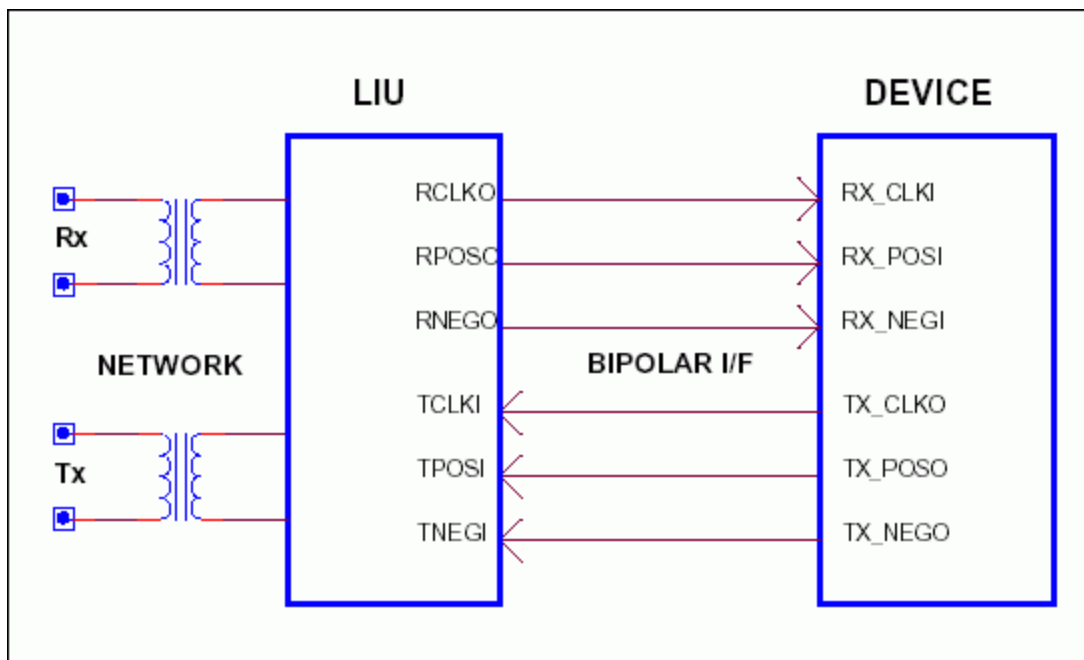 LIU
DEVICE
RCLKO
RX_CLKI
Rx
RPOSO
RX_POSI
RNEGO
RX_NEGI
NETWORK
BIPOLAR I/F
TCLKI
TX_CLKO
Tx
TPOSI
TX_POSO
TNEGI
TX_NEGO